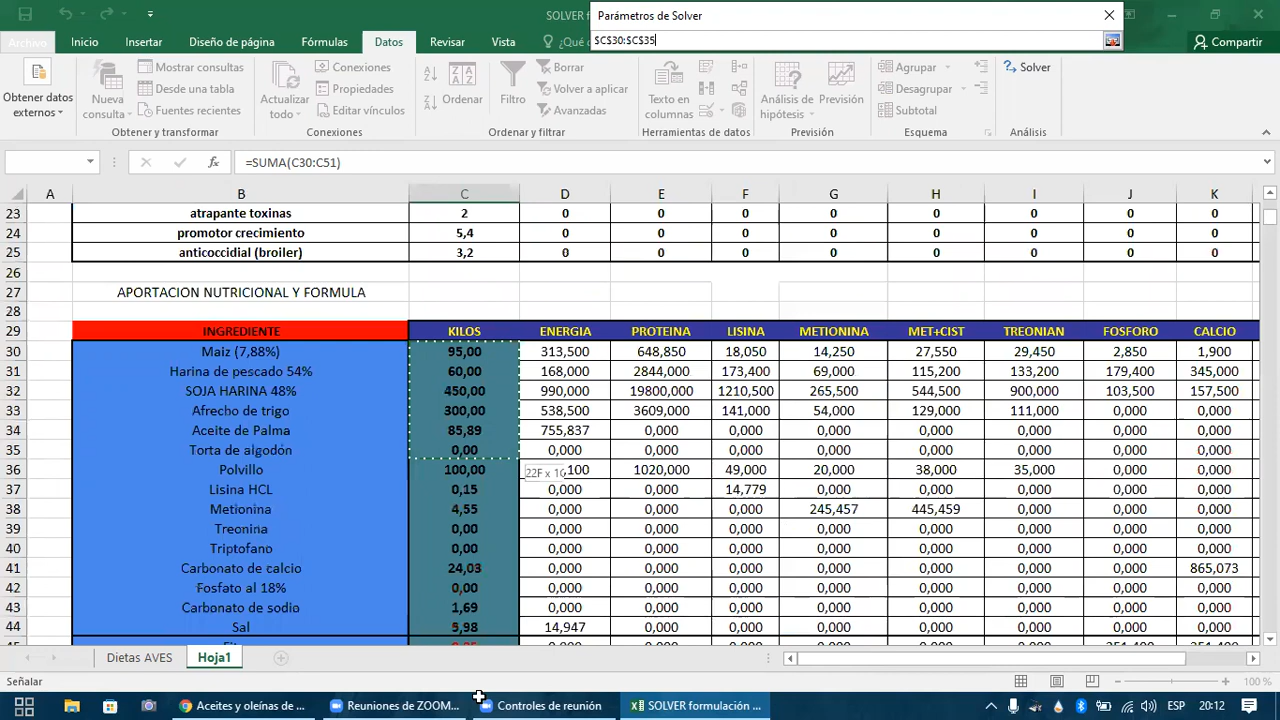 SOLVER f
Parámetros de Solver
$C$30:$C$35
Archivo Inicio Insertar Diseño de página Fórmulas Datos Revisar Vista ¿Qué Compartir
Obtener datos externos
Nueva consulta
Mostrar consultas
Desde una tabla
Fuentes recientes
Obtener y transformar
Actualizar todo
Conexiones
Propiedades
Editar vínculos
Conexiones
Ordenar
Filtro
Borrar
Volver a aplicar
Avanzadas
Ordenar y filtrar
Texto en columnas
Herramientas de datos
Análisis de hipótesis
Previsión
Previsión
Agrupar
Desagrupar
Subtotal
Esquema
Solver
Análisis
fx =SUMA(C30:C51)
A B C D E F G H I J K
23 atrapante toxinas 2 0 0 0 0 0 0 0 0
24 promotor crecimiento 5,4 0 0 0 0 0 0 0 0
25 anticoccidial (broiler) 3,2 0 0 0 0 0 0 0 0
26
27 APORTACION NUTRICIONAL Y FORMULA
28
29 INGREDIENTE KILOS ENERGIA PROTEINA LISINA METIONINA MET+CIST TREONIAN FOSFORO CALCIO
30 Maiz (7,88%) 95,00 313,500 648,850 18,050 14,250 27,550 29,450 2,850 1,900
31 Harina de pescado 54% 60,00 168,000 2844,000 173,400 69,000 115,200 133,200 179,400 345,000
32 SOJA HARINA 48% 450,00 990,000 19800,000 1210,500 265,500 544,500 900,000 103,500 157,500
33 Afrecho de trigo 300,00 538,500 3609,000 141,000 54,000 129,000 111,000 0,000 0,000
34 Aceite de Palma 85,89 755,837 0,000 0,000 0,000 0,000 0,000 0,000 0,000
35 Torta de algodón 0,00 0,000 0,000 0,000 0,000 0,000 0,000 0,000 0,000
36 Polvillo 100,00 100 1020,000 49,000 20,000 38,000 35,000 0,000 0,000
37 Lisina HCL 0,15 0,000 0,000 14,779 0,000 0,000 0,000 0,000 0,000
38 Metionina 4,55 0,000 0,000 0,000 245,457 445,459 0,000 0,000 0,000
39 Treonina 0,00 0,000 0,000 0,000 0,000 0,000 0,000 0,000 0,000
40 Triptofano 0,00 0,000 0,000 0,000 0,000 0,000 0,000 0,000 0,000
41 Carbonato de calcio 24,03 0,000 0,000 0,000 0,000 0,000 0,000 0,000 865,073
42 Fosfato al 18% 0,00 0,000 0,000 0,000 0,000 0,000 0,000 0,000 0,000
43 Carbonato de sodio 1,69 0,000 0,000 0,000 0,000 0,000 0,000 0,000 0,000
44 Sal 5,98 14,947 0,000 0,000 0,000 0,000 0,000 0,000 0,000
Dietas AVES Hoja1
Señalar 100 %
Aceites y oleínas de ... Reuniones de ZOOM... Controles de reunión SOLVER formulación ... ESP 20:12